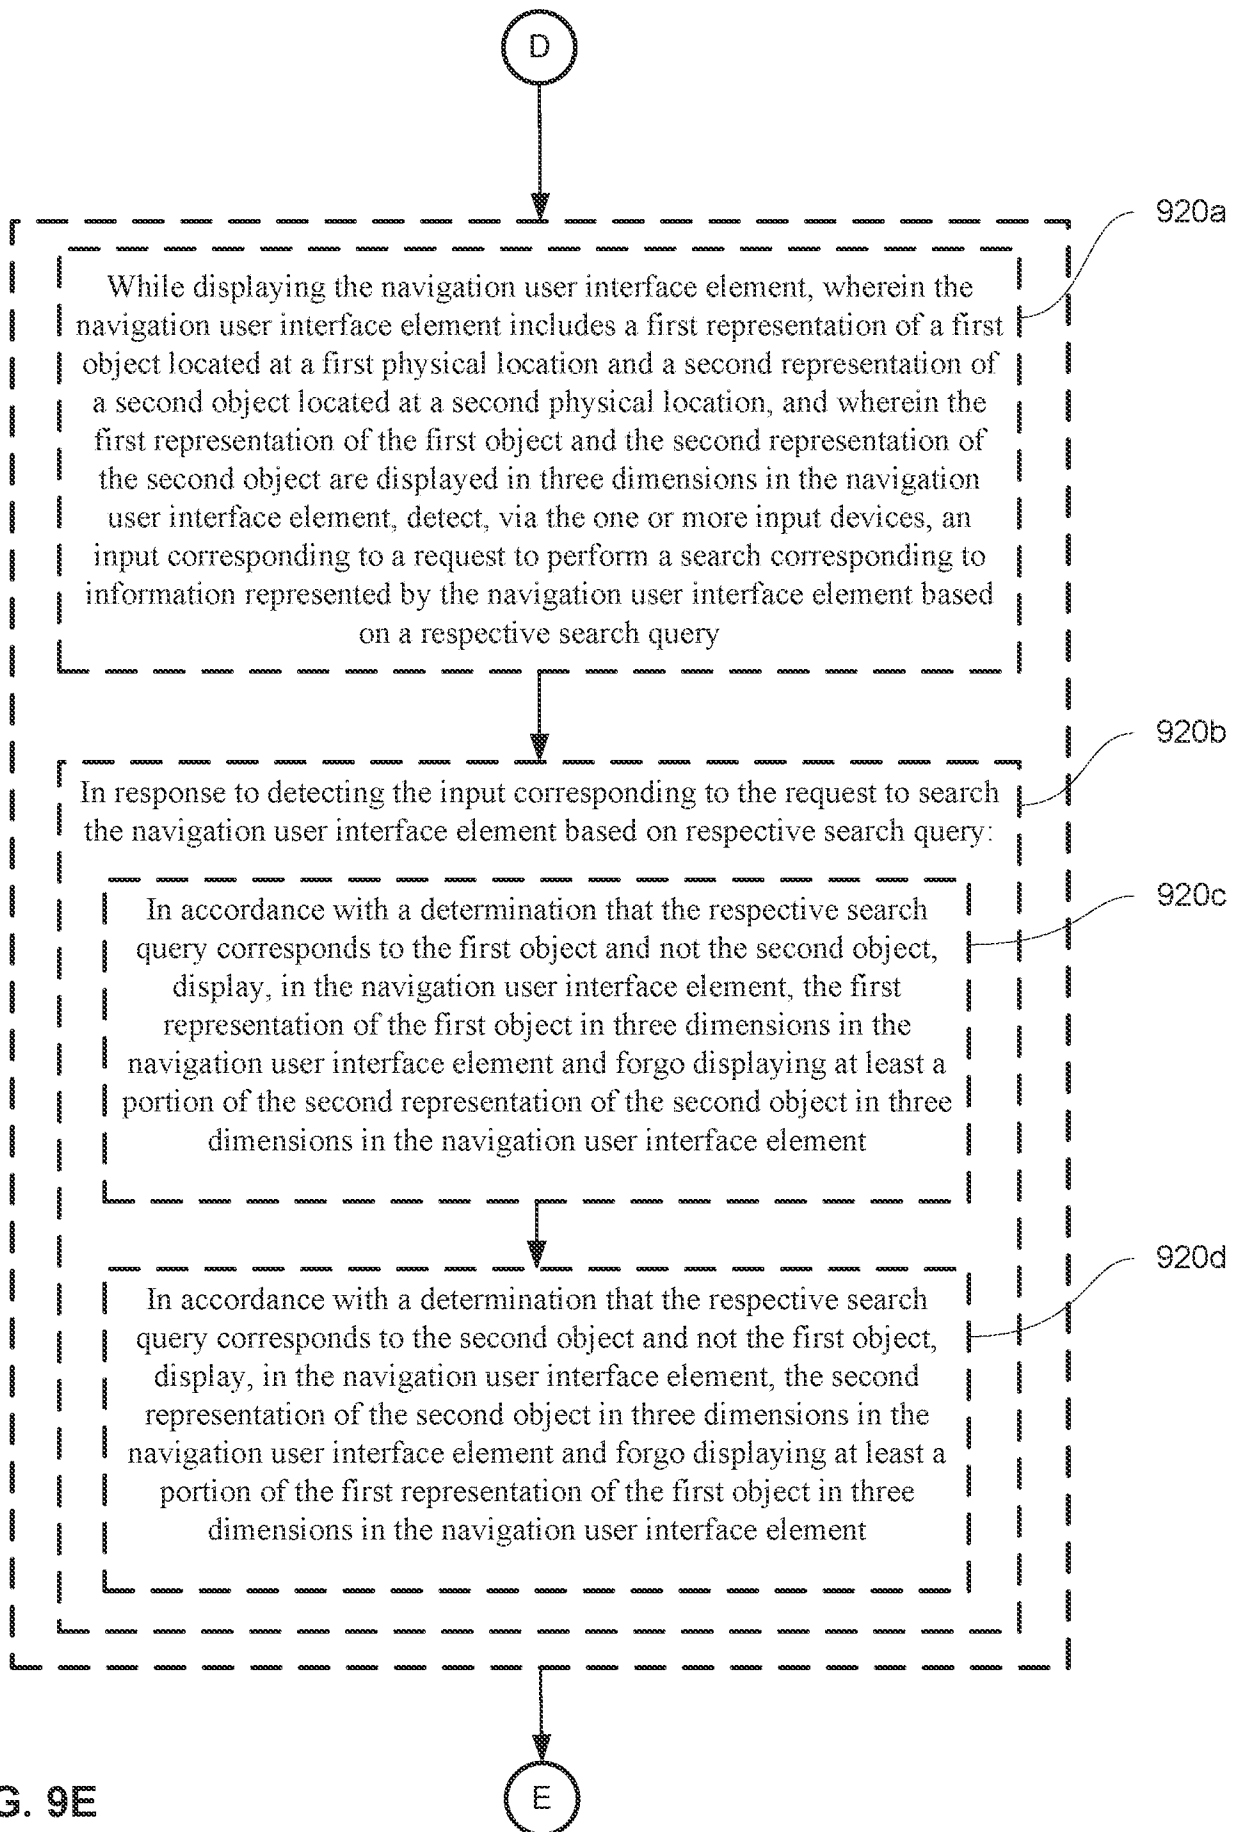 D
920a
While displaying the navigation user interface element, wherein the
navigation user interface element includes a first representation of a first
object located at a first physical location and a second representation of
a second object located at a second physical location, and wherein the
first representation of the first object and the second representation of
the second object are displayed in three dimensions in the navigation
user interface element, detect, via the one or more input devices, an
input corresponding to a request to perform a search corresponding to
information represented by the navigation user interface element based
on a respective search query
920b
In response to detecting the input corresponding to the request to search
the navigation user interface element based on respective search query:
920c
In accordance with a determination that the respective search
query corresponds to the first object and not the second object,
display, in the navigation user interface element, the first
representation of the first object in three dimensions in the
navigation user interface element and forgo displaying at least a
portion of the second representation of the second object in three
dimensions in the navigation user interface element
920d
In accordance with a determination that the respective search
query corresponds to the second object and not the first object,
display, in the navigation user interface element, the second
representation of the second object in three dimensions in the
navigation user interface element and forgo displaying at least a
portion of the first representation of the first object in three
dimensions in the navigation user interface element
E
G. 9E